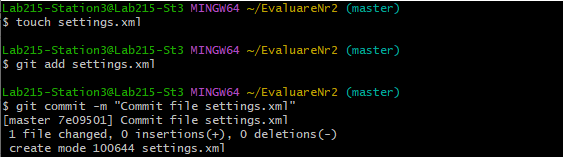 Lab215-Station3@Lab215-St3 MINGW64 ~/EvaluareNr2 (master)
$ touch settings.xml
Lab215-Station3@Lab215-St3 MINGW64 ~/EvaluareNr2 (master)
$ git add settings.xml
Lab215-Station3@Lab215-St3 MINGW64 ~/EvaluareNr2 (master)
$ git commit -m "Commit file settings.xml"
[master 7e09501] Commit file settings.xml
1 file changed, 0 insertions(+), 0 deletions(-)
create mode 100644 settings.xml